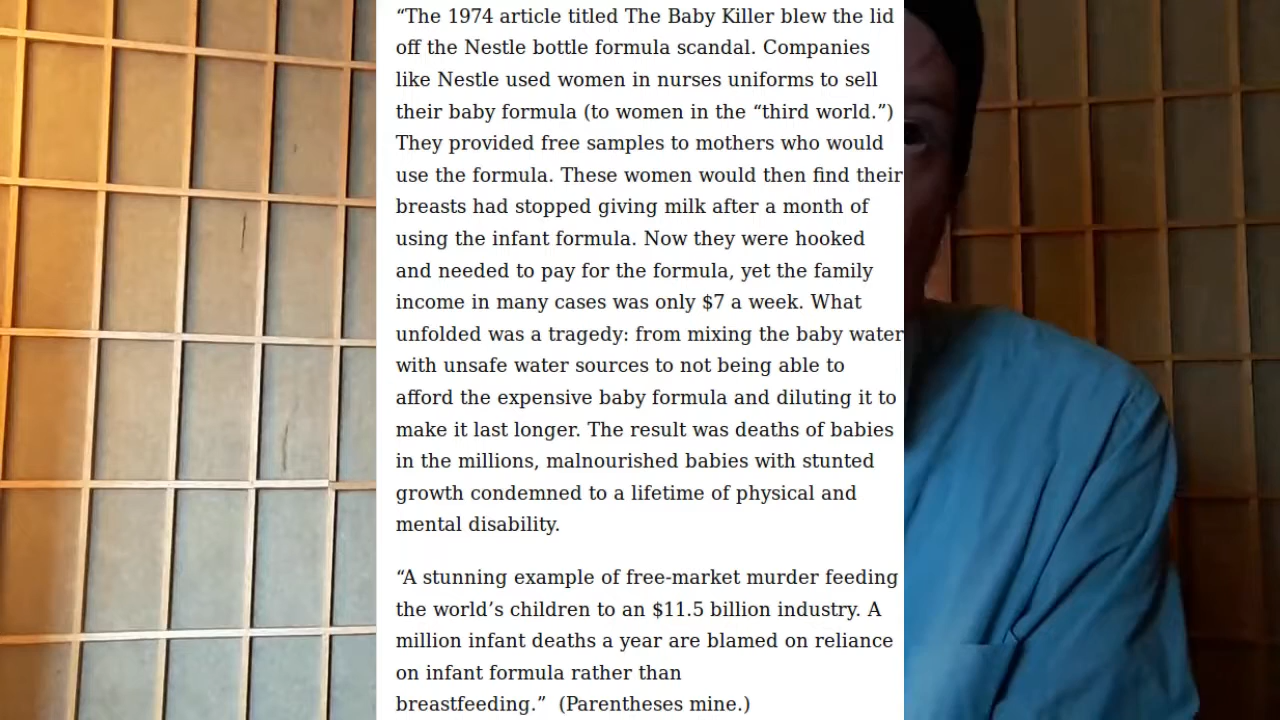 “The 1974 article titled The Baby Killer blew the lid
off the Nestle bottle formula scandal. Companies
like Nestle used women in nurses uniforms to sell
their baby formula (to women in the “third world.”)
They provided free samples to mothers who would
use the formula. These women would then find their
breasts had stopped giving milk after a month of
using the infant formula. Now they were hooked
and needed to pay for the formula, yet the family
income in many cases was only $7 a week. What
unfolded was a tragedy: from mixing the baby water
with unsafe water sources to not being able to
afford the expensive baby formula and diluting it to
make it last longer. The result was deaths of babies
in the millions, malnourished babies with stunted
growth condemned to a lifetime of physical and
mental disability.
“A stunning example of free-market murder feeding
the world’s children to an $11.5 billion industry. A
million infant deaths a year are blamed on reliance
on infant formula rather than
breastfeeding.” (Parentheses mine.)